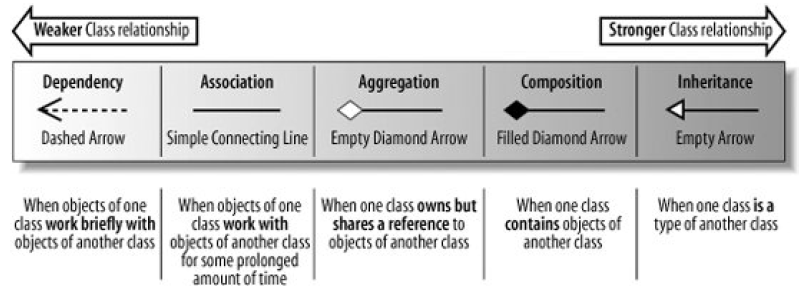 Weaker Class relationship
Stronger Class relationship
Dependency
Association
Aggregation
Composition
Inheritance
Dashed Arrow
Simple Connecting Line
Empty Diamond Arrow
Filled Diamond Arrow
Empty Arrow
When objects of one
class work briefly with
objects of another class
When objects of one
class work with
objects of another class
for some prolonged
amount of time
When one class owns but
shares a reference to
objects of another class
When one class
contains objects of
another class
When one class is a
type of another class